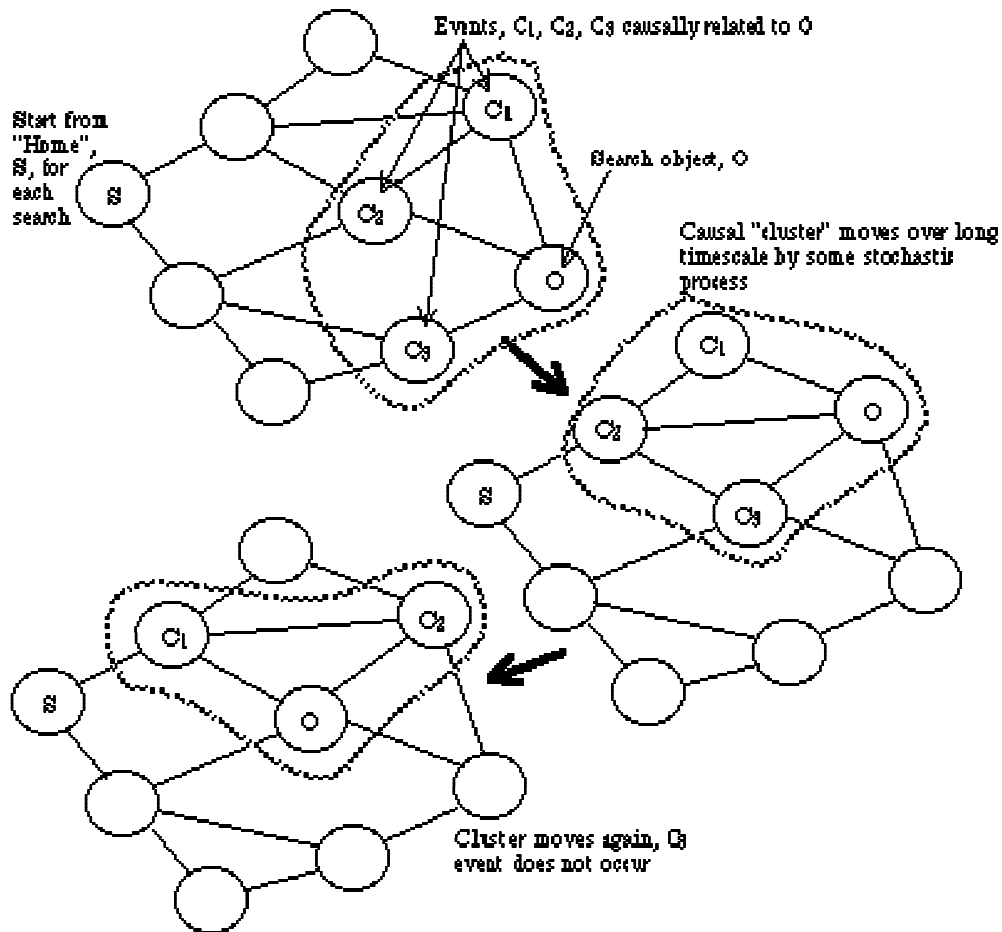 Events, C₁, C₂, C₃ causally related to O
Start from
"Home",
S, for
each
search
S
C₁
C₂
Search object, O
O
C₃
Causal "cluster" moves over long
timescale by some stochastis
process
C₁
C₂
O
S
C₃
C₁
C₂
S
O
Cluster moves again, C₃
event does not occur